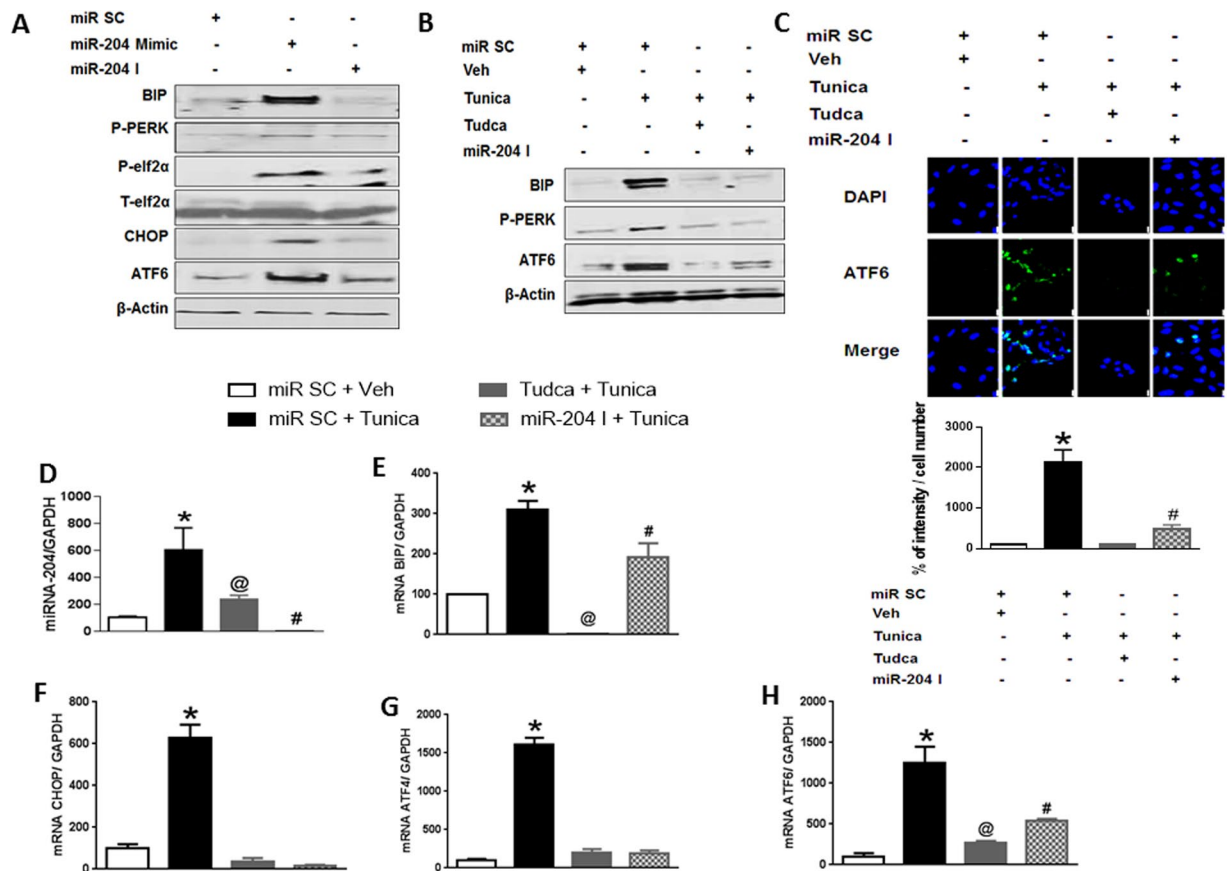 A
miR SC + - -
miR-204 Mimic - + -
miR-204 I - - +
BIP
P-PERK
P-elf2α
T-elf2α
CHOP
ATF6
β-Actin
B
miR SC + + - -
Veh + - - -
Tunica - + + +
Tudca - - + -
miR-204 I - - - +
BIP
P-PERK
ATF6
β-Actin
C
miR SC + + - -
Veh + - - -
Tunica - + + +
Tudca - - + -
miR-204 I - - - +
DAPI
ATF6
Merge
% of intensity / cell number
3000
2000
1000
0
*
#
miR SC + + - -
Veh + - - -
Tunica - + + +
Tudca - - + -
miR-204 I - - - +
miR SC + Veh
Tudca + Tunica
miR SC + Tunica
miR-204 I + Tunica
D
miRNA-204/GAPDH
1000
800
600
400
200
0
*
@
#
E
mRNA BIP/ GAPDH
400
300
200
100
0
*
@
#
F
mRNA CHOP/ GAPDH
800
600
400
200
0
*
G
mRNA ATF4/ GAPDH
2000
1500
1000
500
0
*
H
mRNA ATF6/ GAPDH
2000
1500
1000
500
0
*
@
#